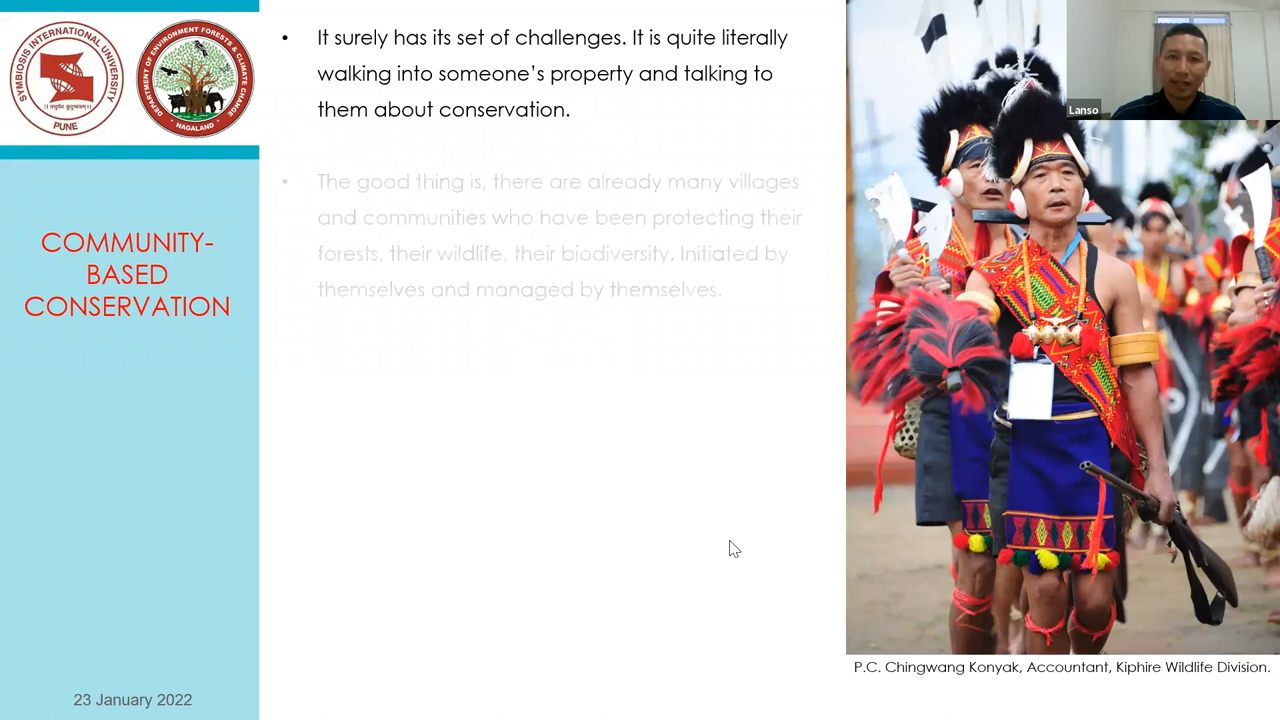 SYMBIOSIS INTERNATIONAL UNIVERSITY
।। वसुधैव कुटुम्बकम् ।।
PUNE
DEPARTMENT OF ENVIRONMENT FORESTS & CLIMATE CHANGE
NAGALAND
COMMUNITY-
BASED
CONSERVATION
23 January 2022
• It surely has its set of challenges. It is quite literally
walking into someone’s property and talking to
them about conservation.
• The good thing is, there are already many villages
and communities who have been protecting their
forests, their wildlife, their biodiversity. Initiated by
themselves and managed by themselves.
Lanso
P.C. Chingwang Konyak, Accountant, Kiphire Wildlife Division.